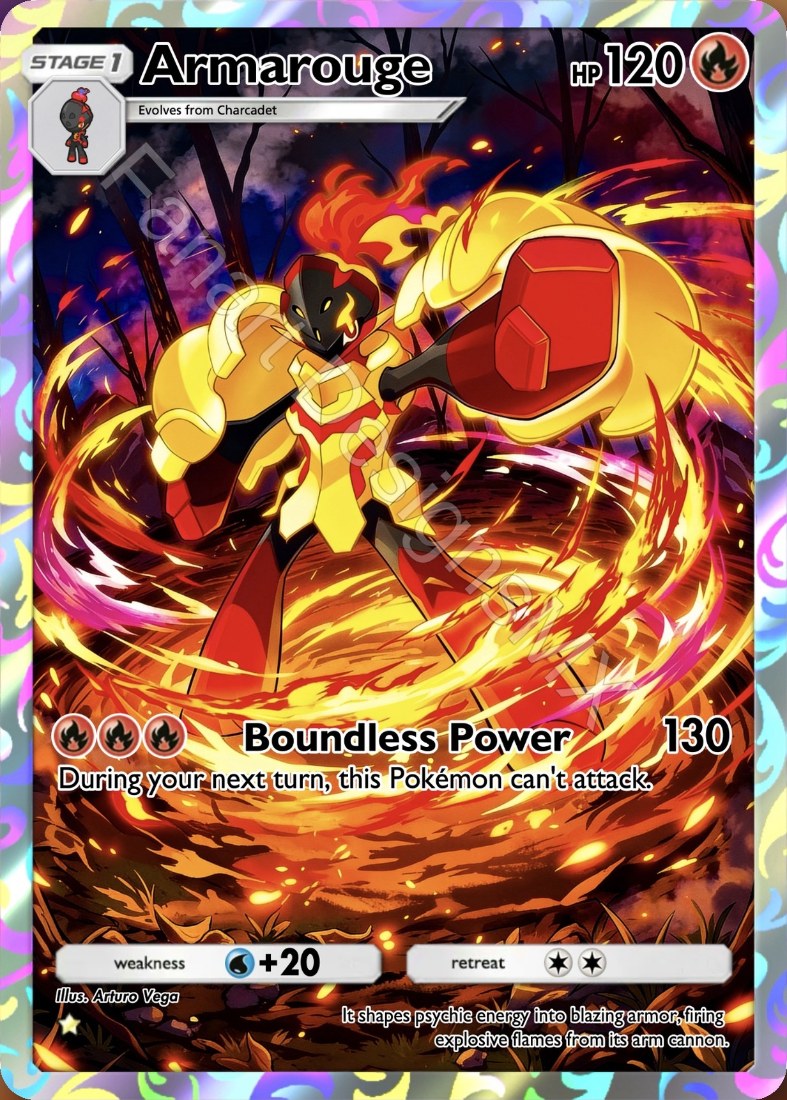 STAGE 1 Armarouge HP 120
Evolves from Charcadet
Fanart DesignsMX
Boundless Power 130
During your next turn, this Pokémon can't attack.
weakness +20 retreat
Illus. Arturo Vega
It shapes psychic energy into blazing armor, firing
explosive flames from its arm cannon.